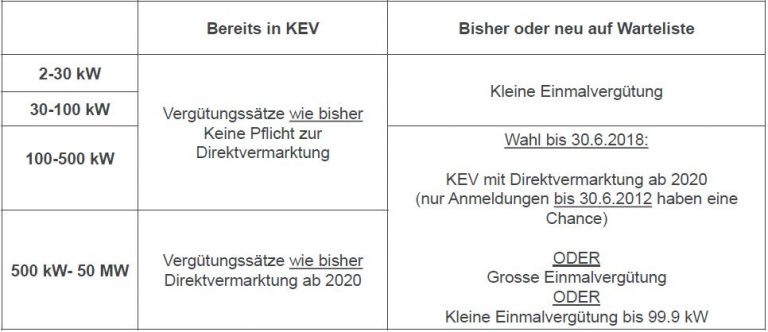 Bereits in KEV
Bisher oder neu auf Warteliste
2-30 kW
30-100 kW
100-500 kW
Vergütungssätze wie bisher
Keine Pflicht zur
Direktvermarktung
Kleine Einmalvergütung
Wahl bis 30.6.2018:
KEV mit Direktvermarktung ab 2020
(nur Anmeldungen bis 30.6.2012 haben eine
Chance)
ODER
Grosse Einmalvergütung
ODER
Kleine Einmalvergütung bis 99.9 kW
500 kW- 50 MW
Vergütungssätze wie bisher
Direktvermarktung ab 2020